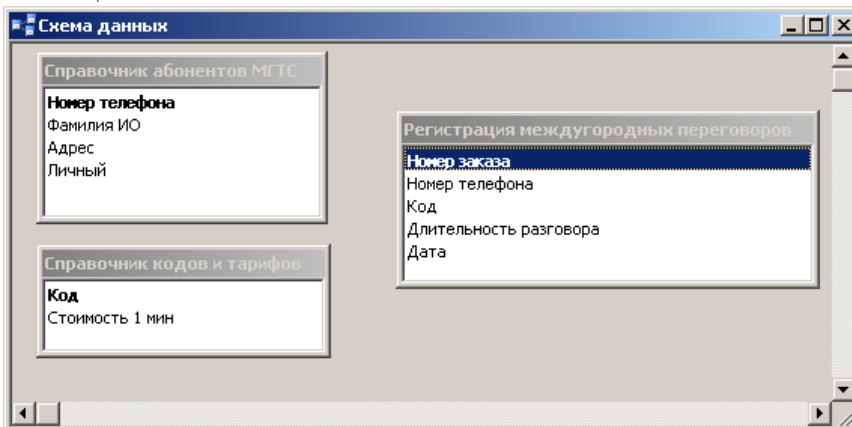 Схема данных
Справочник абонентов МГТС
Номер телефона
Фамилия ИО
Адрес
Личный
Справочник кодов и тарифов
Код
Стоимость 1 мин
Регистрация междугородных переговоров
Номер заказа
Номер телефона
Код
Длительность разговора
Дата